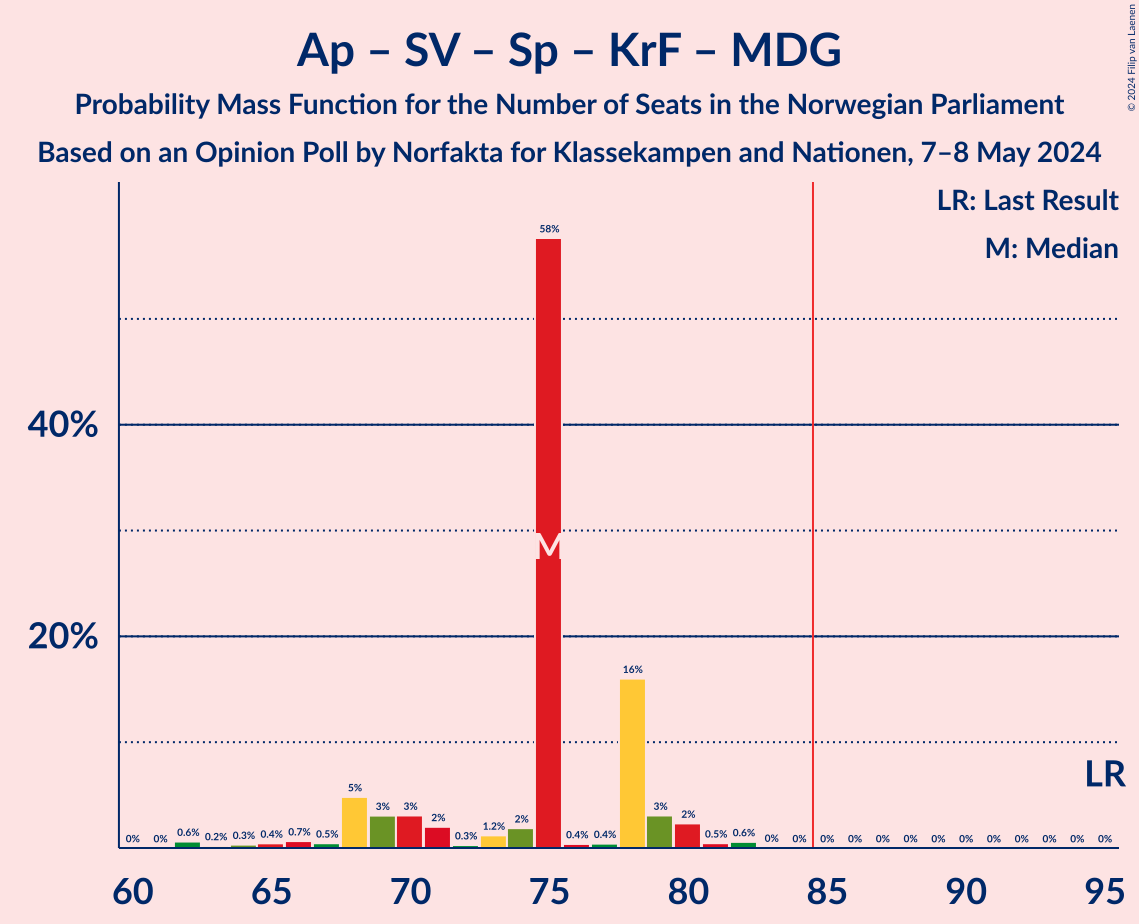 Ap – SV – Sp – KrF – MDG
Probability Mass Function for the Number of Seats in the Norwegian Parliament
Based on an Opinion Poll by Norfakta for Klassekampen and Nationen, 7–8 May 2024
© 2024 Filip van Laenen
LR: Last Result
M: Median
58%
40%
M
20%
16%
LR
5%
3% 3% 2% 2% 3% 2%
0% 0% 0.6% 0.2% 0.3% 0.4% 0.7% 0.5% 0.3% 1.2% 0.4% 0.4% 0.5% 0.6% 0% 0% 0% 0% 0% 0% 0% 0% 0% 0% 0% 0% 0%
60 65 70 75 80 85 90 95